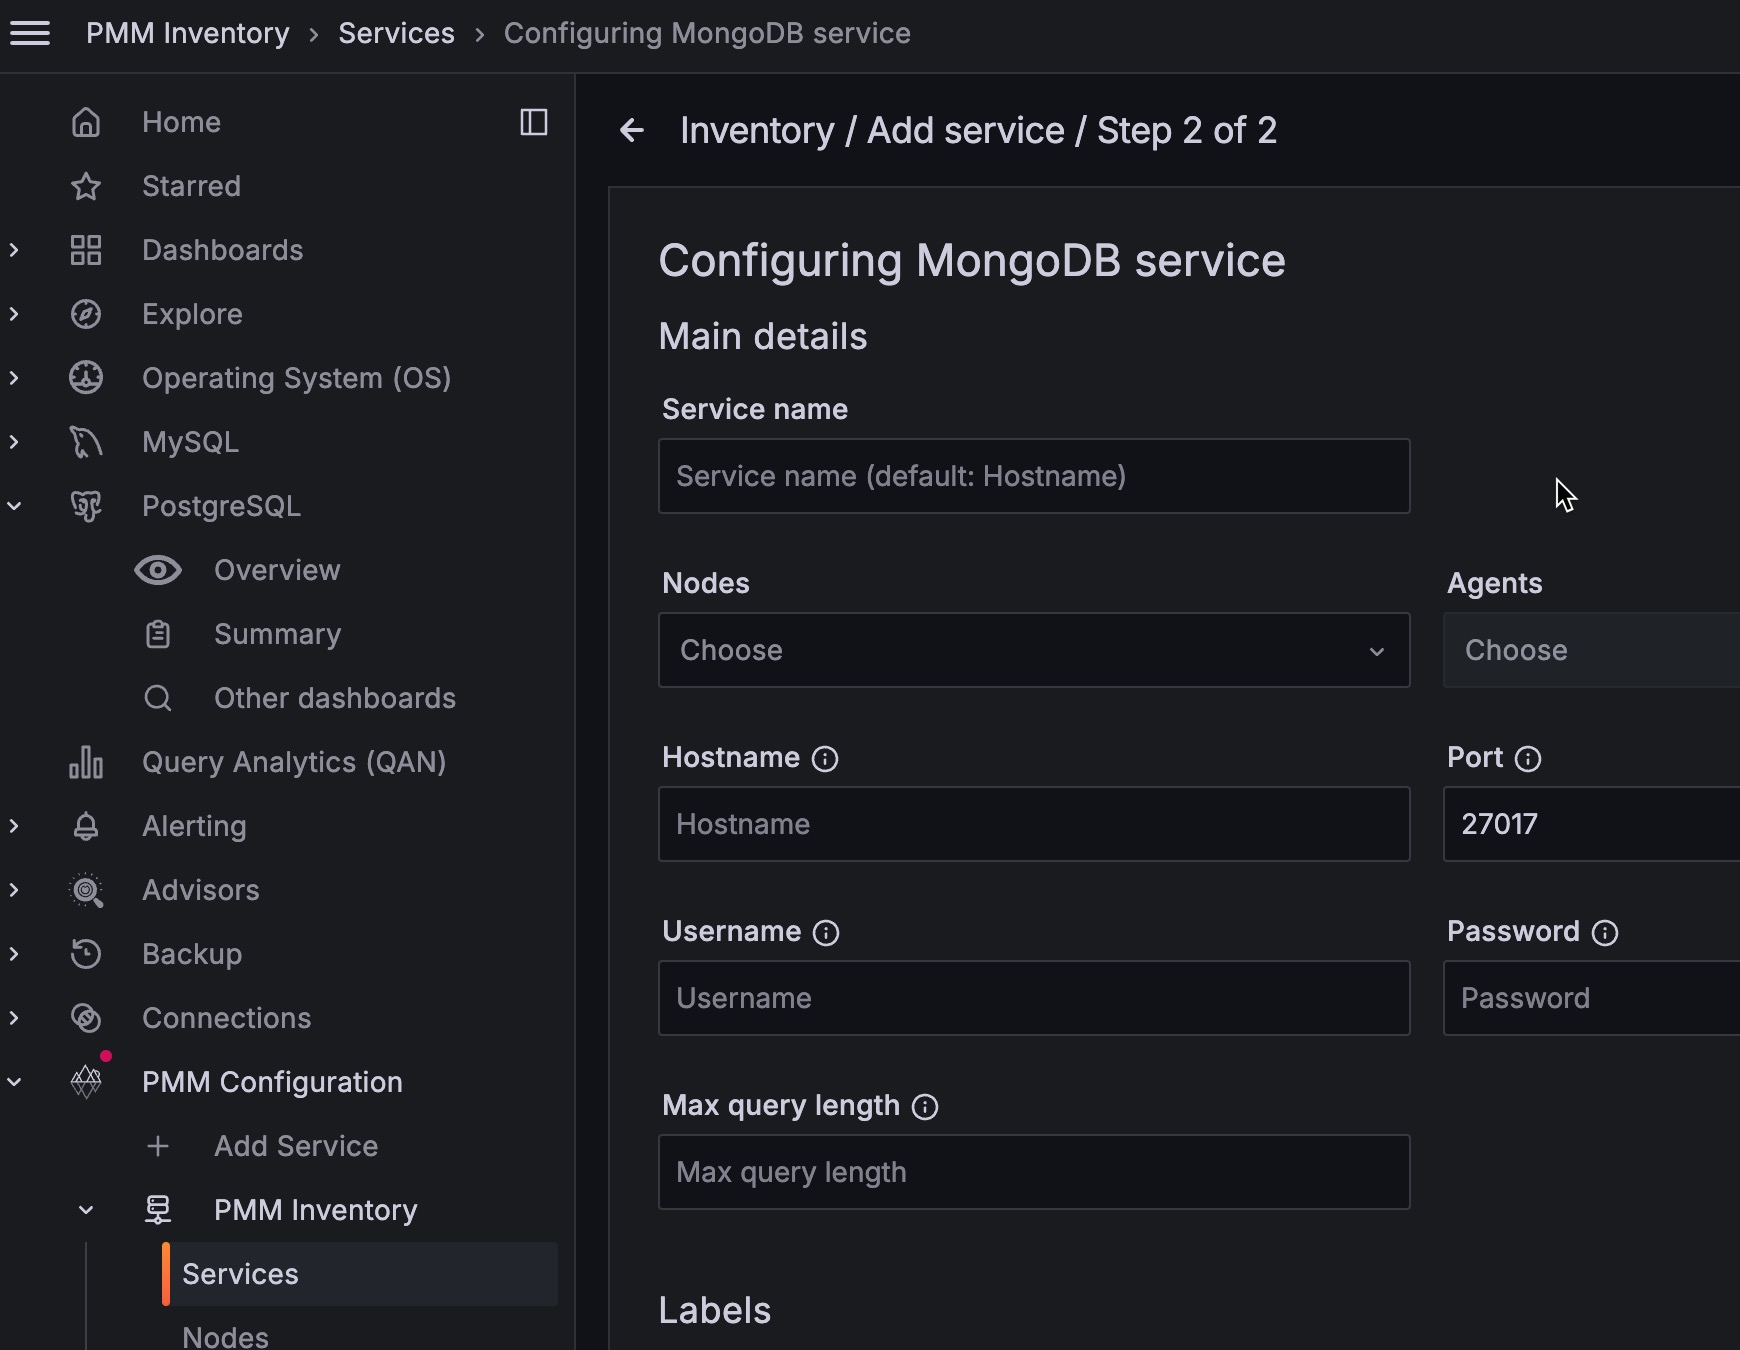 PMM Inventory › Services › Configuring MongoDB service
Home
Starred
Dashboards
Explore
Operating System (OS)
MySQL
PostgreSQL
Overview
Summary
Other dashboards
Query Analytics (QAN)
Alerting
Advisors
Backup
Connections
PMM Configuration
Add Service
PMM Inventory
Services
Nodes
Inventory / Add service / Step 2 of 2
Configuring MongoDB service
Main details
Service name
Service name (default: Hostname)
Nodes
Choose
Agents
Choose
Hostname
Hostname
Port
27017
Username
Username
Password
Password
Max query length
Max query length
Labels